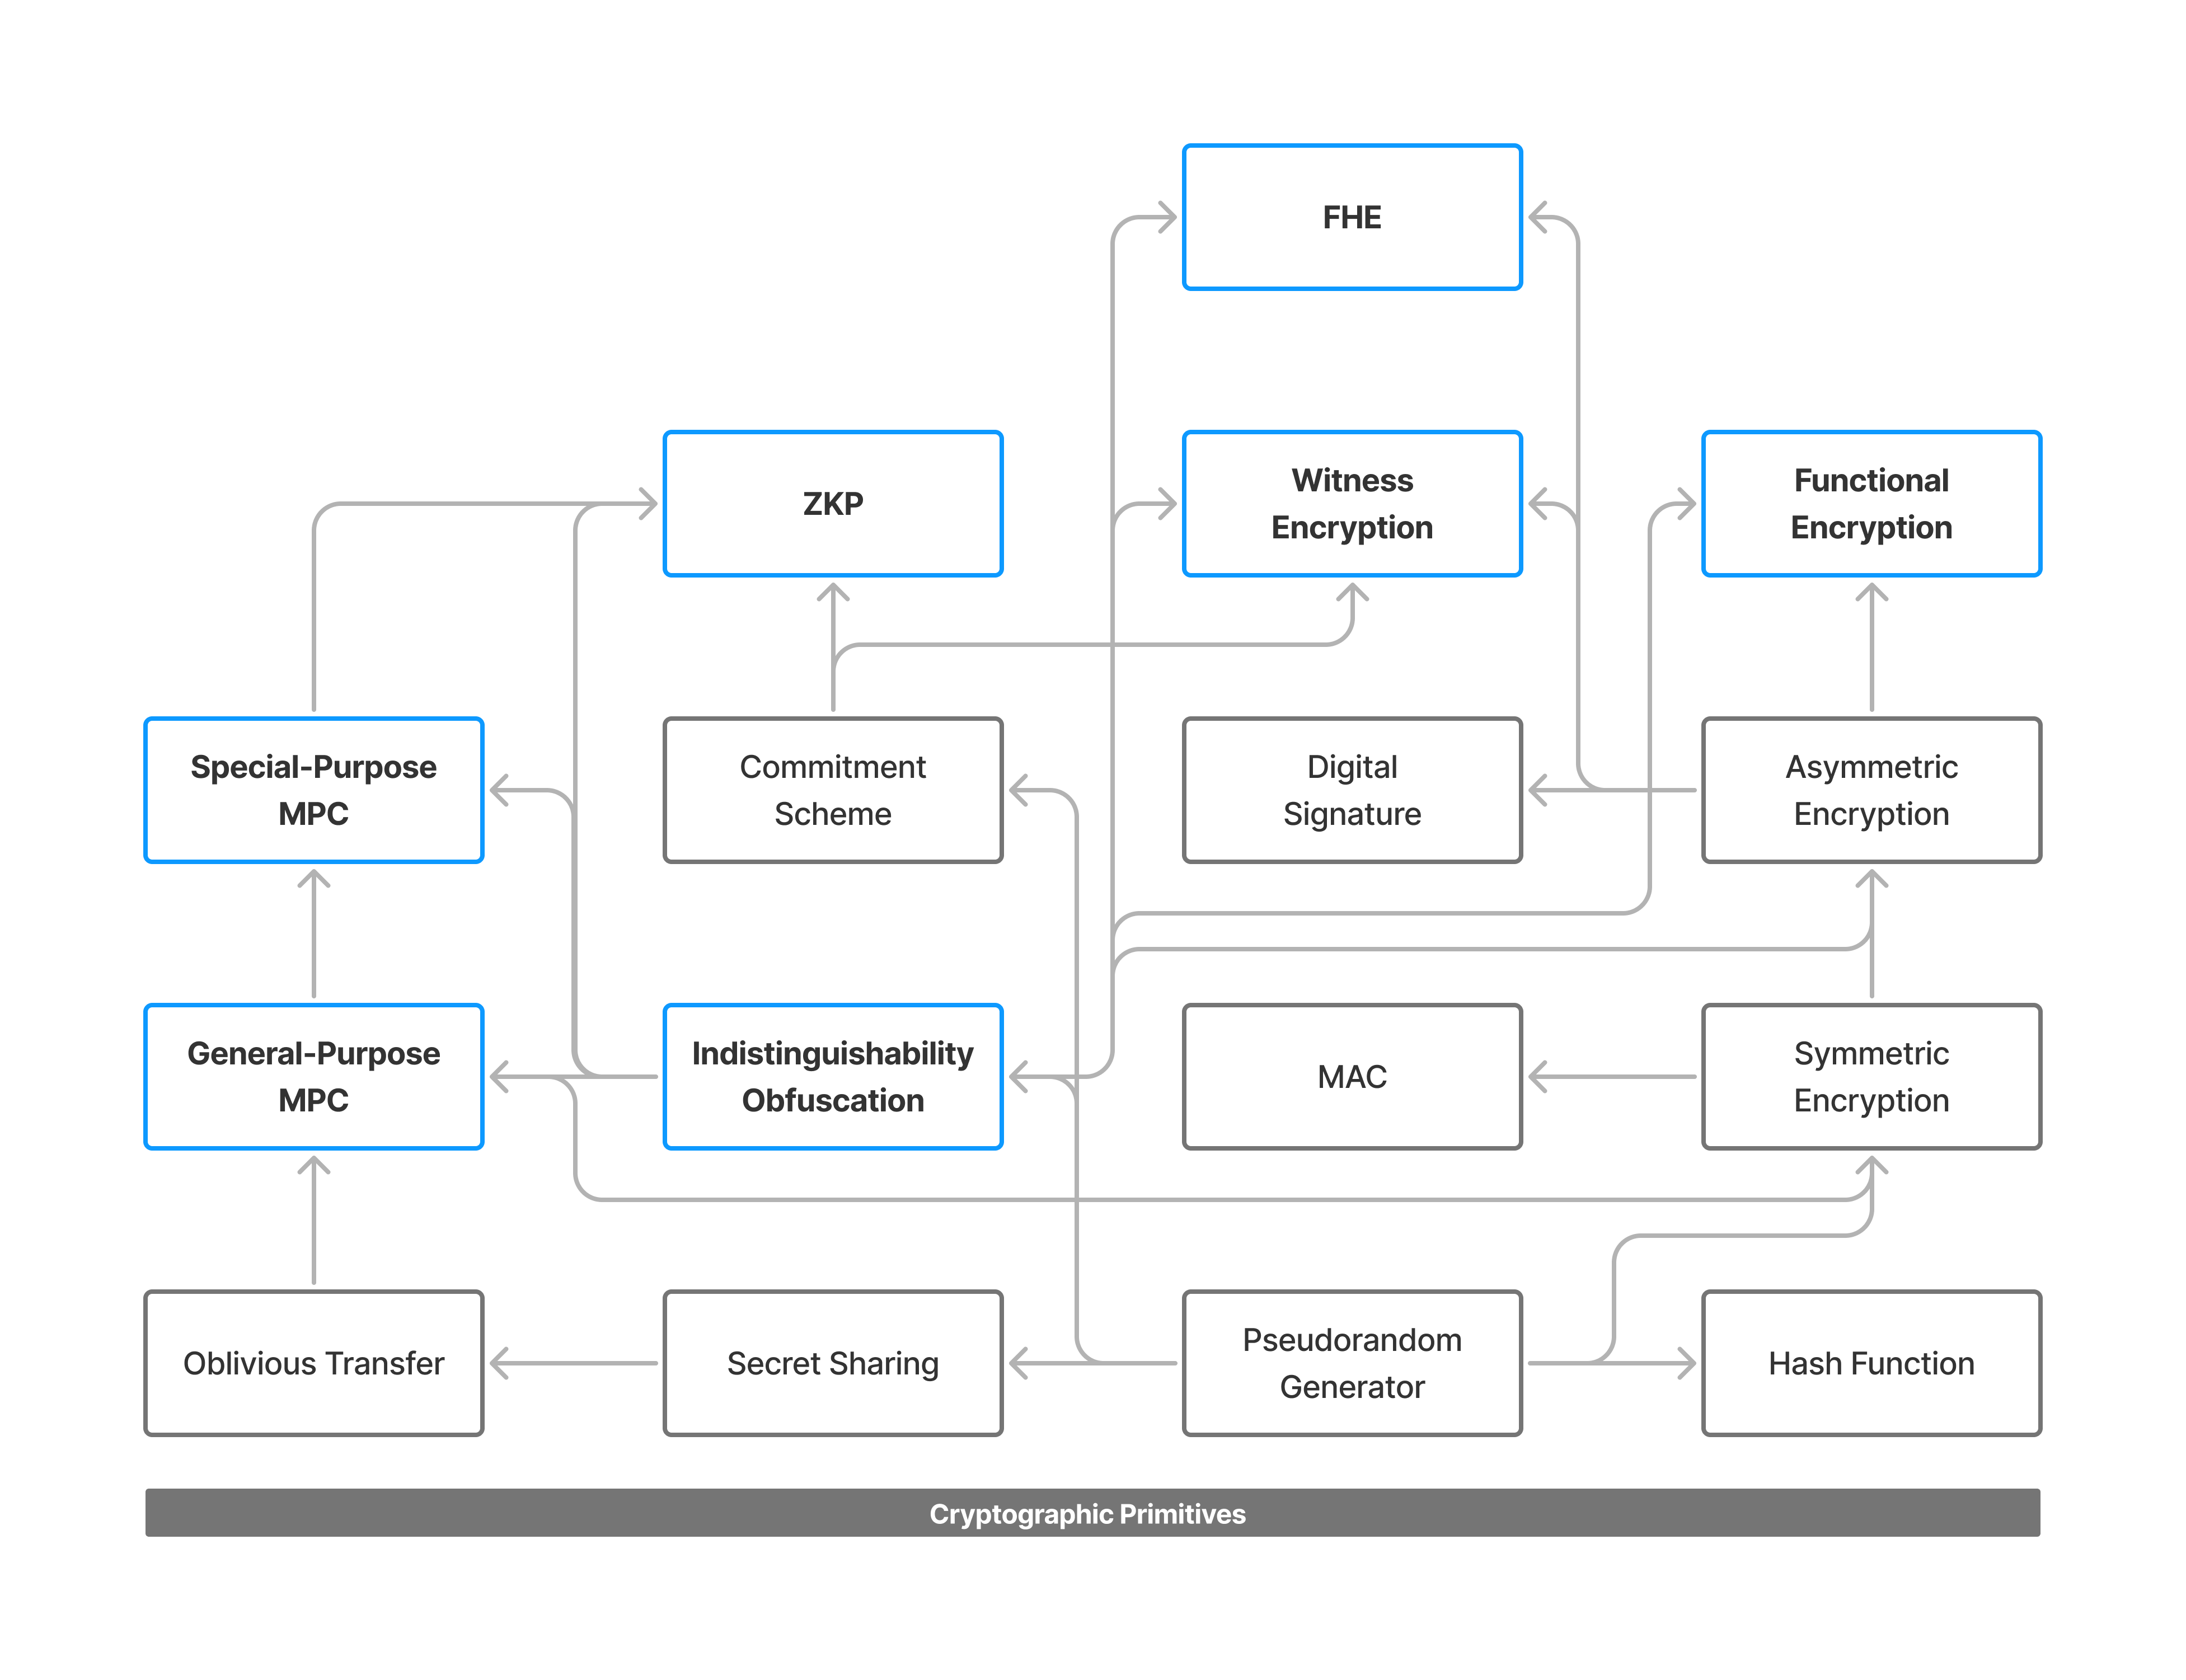 FHE
ZKP
Witness
Encryption
Functional
Encryption
Special-Purpose
MPC
Commitment
Scheme
Digital
Signature
Asymmetric
Encryption
General-Purpose
MPC
Indistinguishability
Obfuscation
MAC
Symmetric
Encryption
Oblivious Transfer
Secret Sharing
Pseudorandom
Generator
Hash Function
Cryptographic Primitives